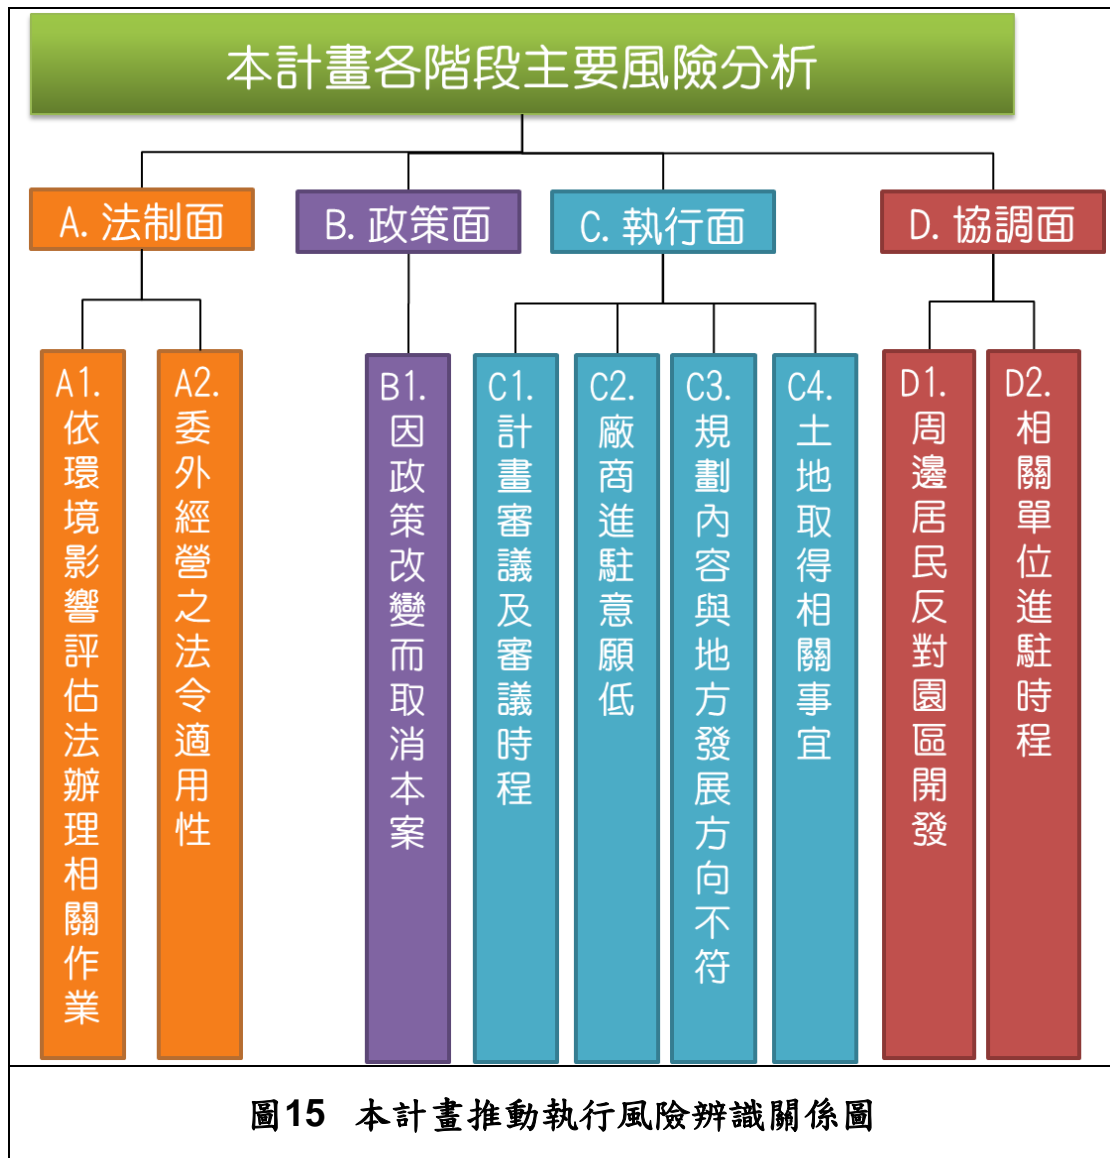 本計畫各階段主要風險分析
A. 法制面
B. 政策面
C. 執行面
D. 協調面
A1. 依環境影響評估法辦理相關作業
A2. 委外經營之法令適用性
B1. 因政策改變而取消本案
C1. 計畫審議及審議時程
C2. 廠商進駐意願低
C3. 規劃內容與地方發展方向不符
C4. 土地取得相關事宜
D1. 周邊居民反對園區開發
D2. 相關單位進駐時程
圖15 本計畫推動執行風險辨識關係圖